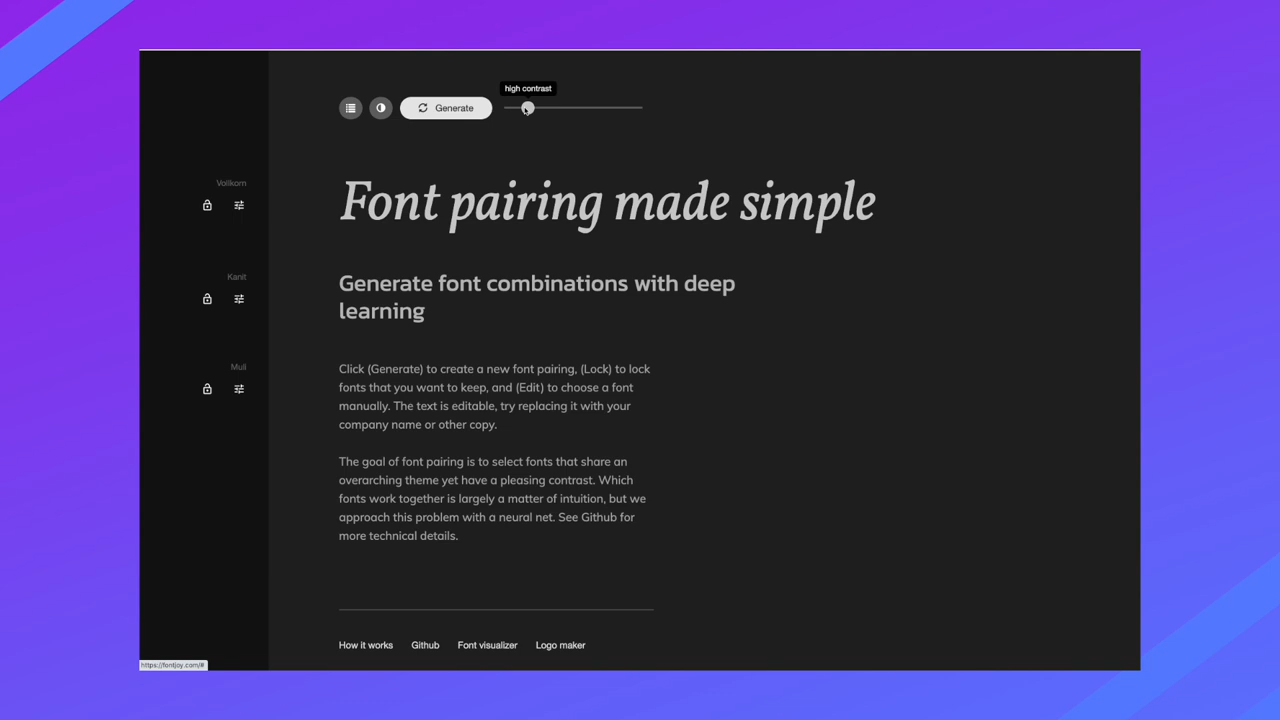 high contrast
Generate
Vollkorn
Font pairing made simple
Kanit
Generate font combinations with deep
learning
Muli
Click (Generate) to create a new font pairing, (Lock) to lock
fonts that you want to keep, and (Edit) to choose a font
manually. The text is editable, try replacing it with your
company name or other copy.
The goal of font pairing is to select fonts that share an
overarching theme yet have a pleasing contrast. Which
fonts work together is largely a matter of intuition, but we
approach this problem with a neural net. See Github for
more technical details.
How it works Github Font visualizer Logo maker
https://fontjoy.com/#